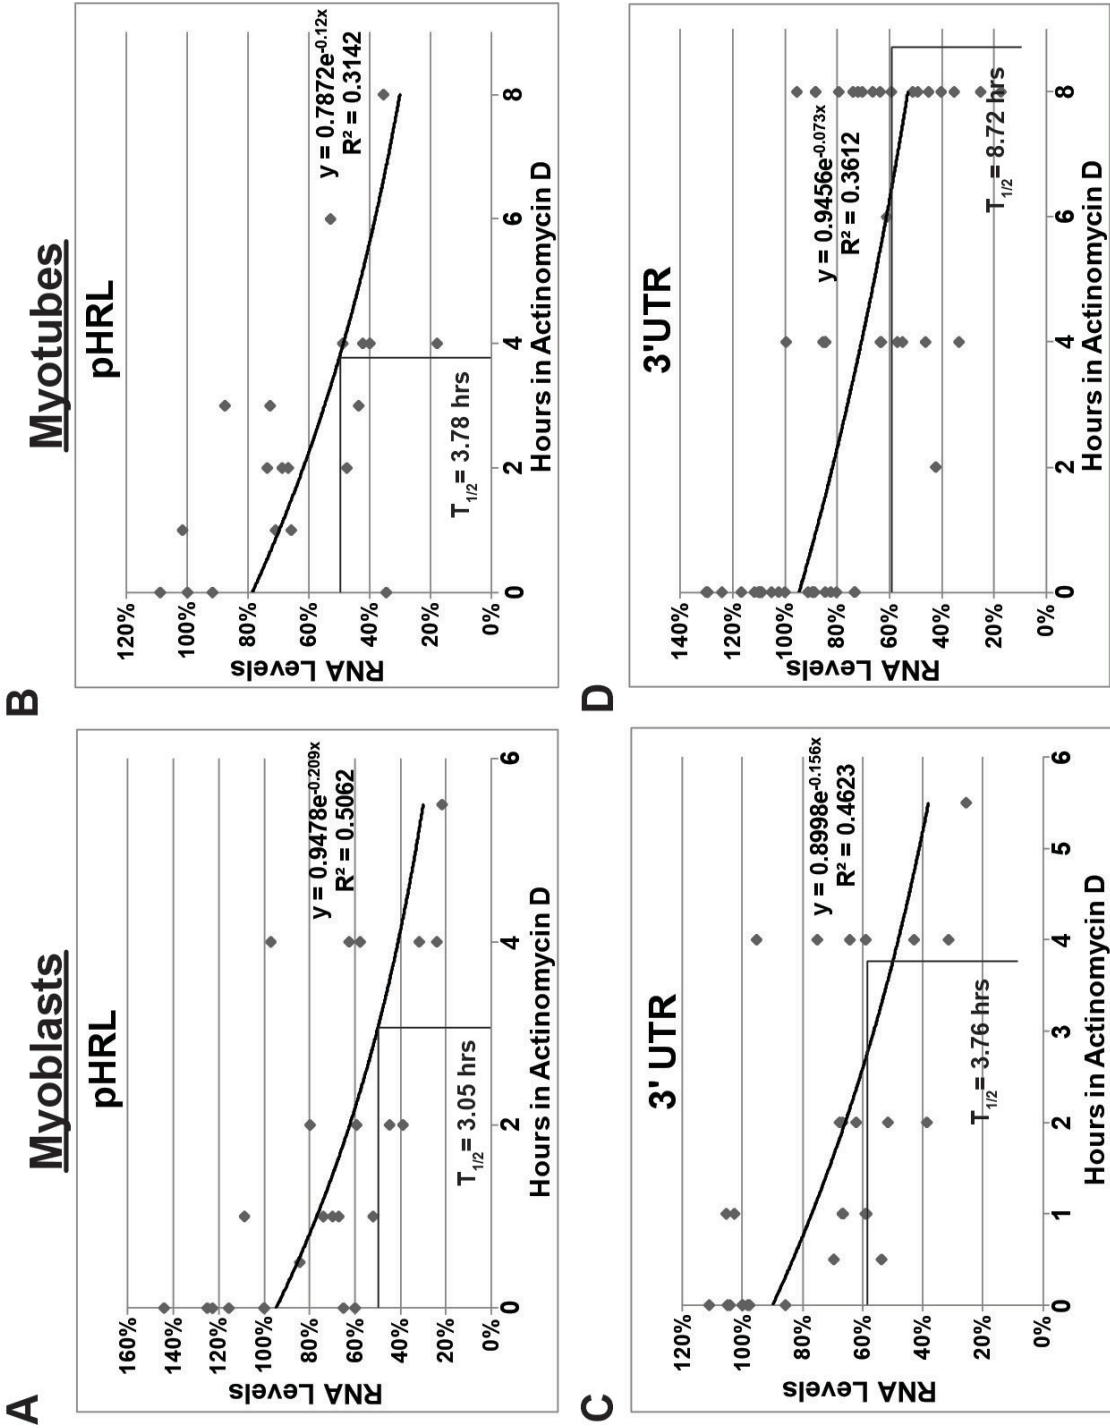 Myoblasts
Myotubes
A
pHRL
160%
140%
120%
100%
80%
60%
40%
20%
0%
RNA Levels
y = 0.9478e^-0.209x
R² = 0.5062
T1/2 = 3.05 hrs
0
2
4
6
Hours in Actinomycin D
B
pHRL
120%
100%
80%
60%
40%
20%
0%
RNA Levels
y = 0.7872e^-0.12x
R² = 0.3142
T1/2 = 3.78 hrs
0
2
4
6
8
Hours in Actinomycin D
C
3' UTR
120%
100%
80%
60%
40%
20%
0%
RNA Levels
y = 0.8998e^-0.156x
R² = 0.4623
T1/2 = 3.76 hrs
0
1
2
3
4
5
6
Hours in Actinomycin D
D
3'UTR
140%
120%
100%
80%
60%
40%
20%
0%
RNA Levels
y = 0.9456e^-0.073x
R² = 0.3612
T1/2 = 8.72 hrs
0
2
4
6
8
Hours in Actinomycin D